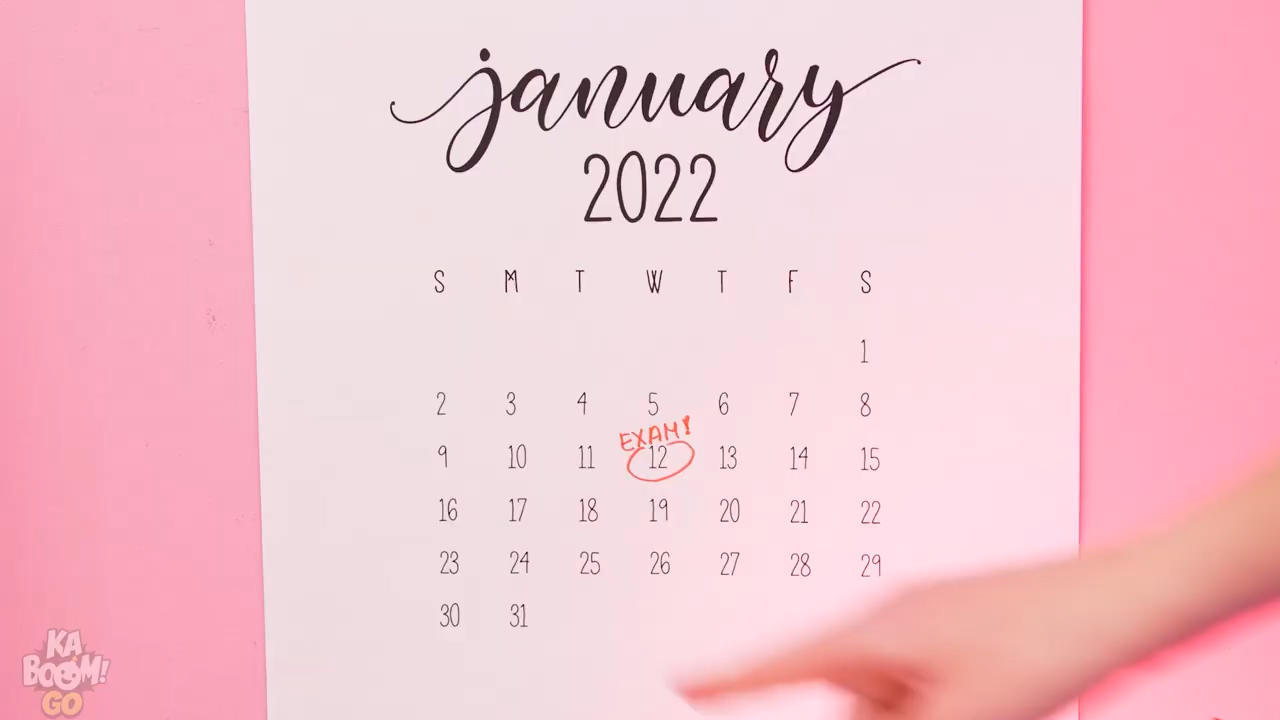 january
2022
S M T W T F S
1
2 3 4 5 6 7 8
EXAM!
9 10 11 12 13 14 15
16 17 18 19 20 21 22
23 24 25 26 27 28 29
30 31
KA
BOOM!
GO